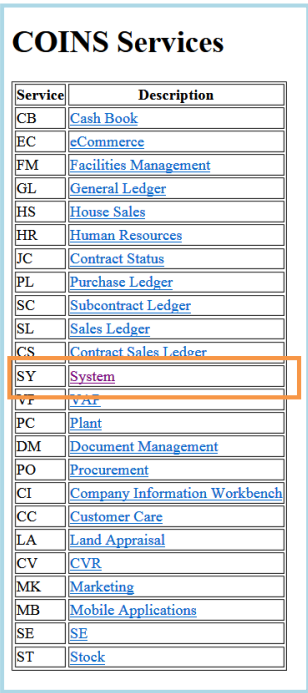 COINS Services
Service Description
CB Cash Book
EC eCommerce
FM Facilities Management
GL General Ledger
HS House Sales
HR Human Resources
JC Contract Status
PL Purchase Ledger
SC Subcontract Ledger
SL Sales Ledger
CS Contract Sales Ledger
SY System
VP VAP
PC Plant
DM Document Management
PO Procurement
CI Company Information Workbench
CC Customer Care
LA Land Appraisal
CV CVR
MK Marketing
MB Mobile Applications
SE SE
ST Stock